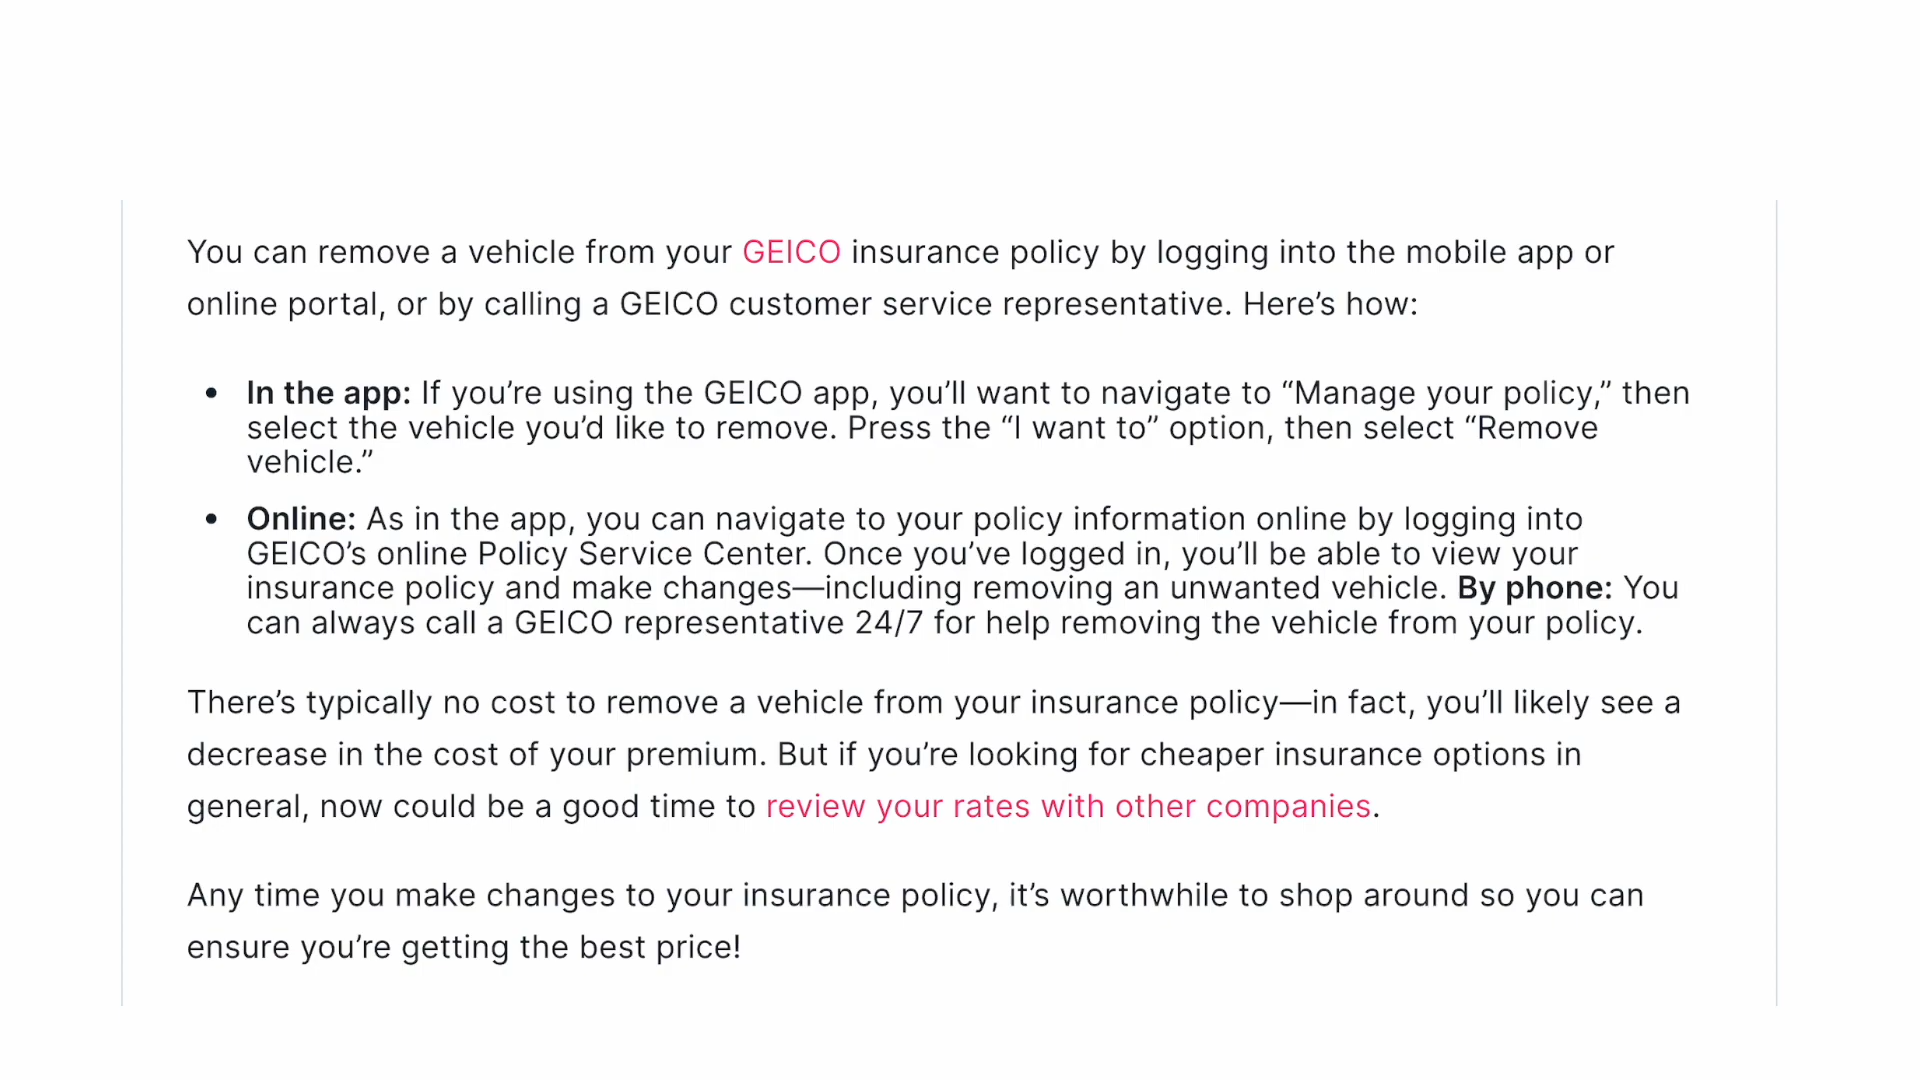 You can remove a vehicle from your GEICO insurance policy by logging into the mobile app or
online portal, or by calling a GEICO customer service representative. Here’s how:
• In the app: If you’re using the GEICO app, you’ll want to navigate to “Manage your policy,” then
select the vehicle you’d like to remove. Press the “I want to” option, then select “Remove
vehicle.”
• Online: As in the app, you can navigate to your policy information online by logging into
GEICO’s online Policy Service Center. Once you’ve logged in, you’ll be able to view your
insurance policy and make changes—including removing an unwanted vehicle. By phone: You
can always call a GEICO representative 24/7 for help removing the vehicle from your policy.
There’s typically no cost to remove a vehicle from your insurance policy—in fact, you’ll likely see a
decrease in the cost of your premium. But if you’re looking for cheaper insurance options in
general, now could be a good time to review your rates with other companies.
Any time you make changes to your insurance policy, it’s worthwhile to shop around so you can
ensure you’re getting the best price!